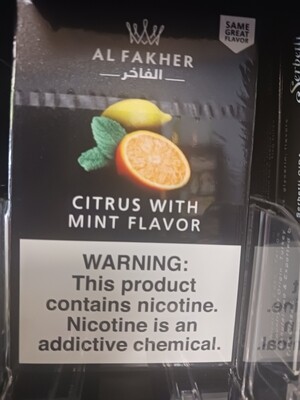 SAME
GREAT
FLAVOR
AL FAKHER
الفاخر
CITRUS WITH
MINT FLAVOR
WARNING:
This product
contains nicotine.
Nicotine is an
addictive chemical.